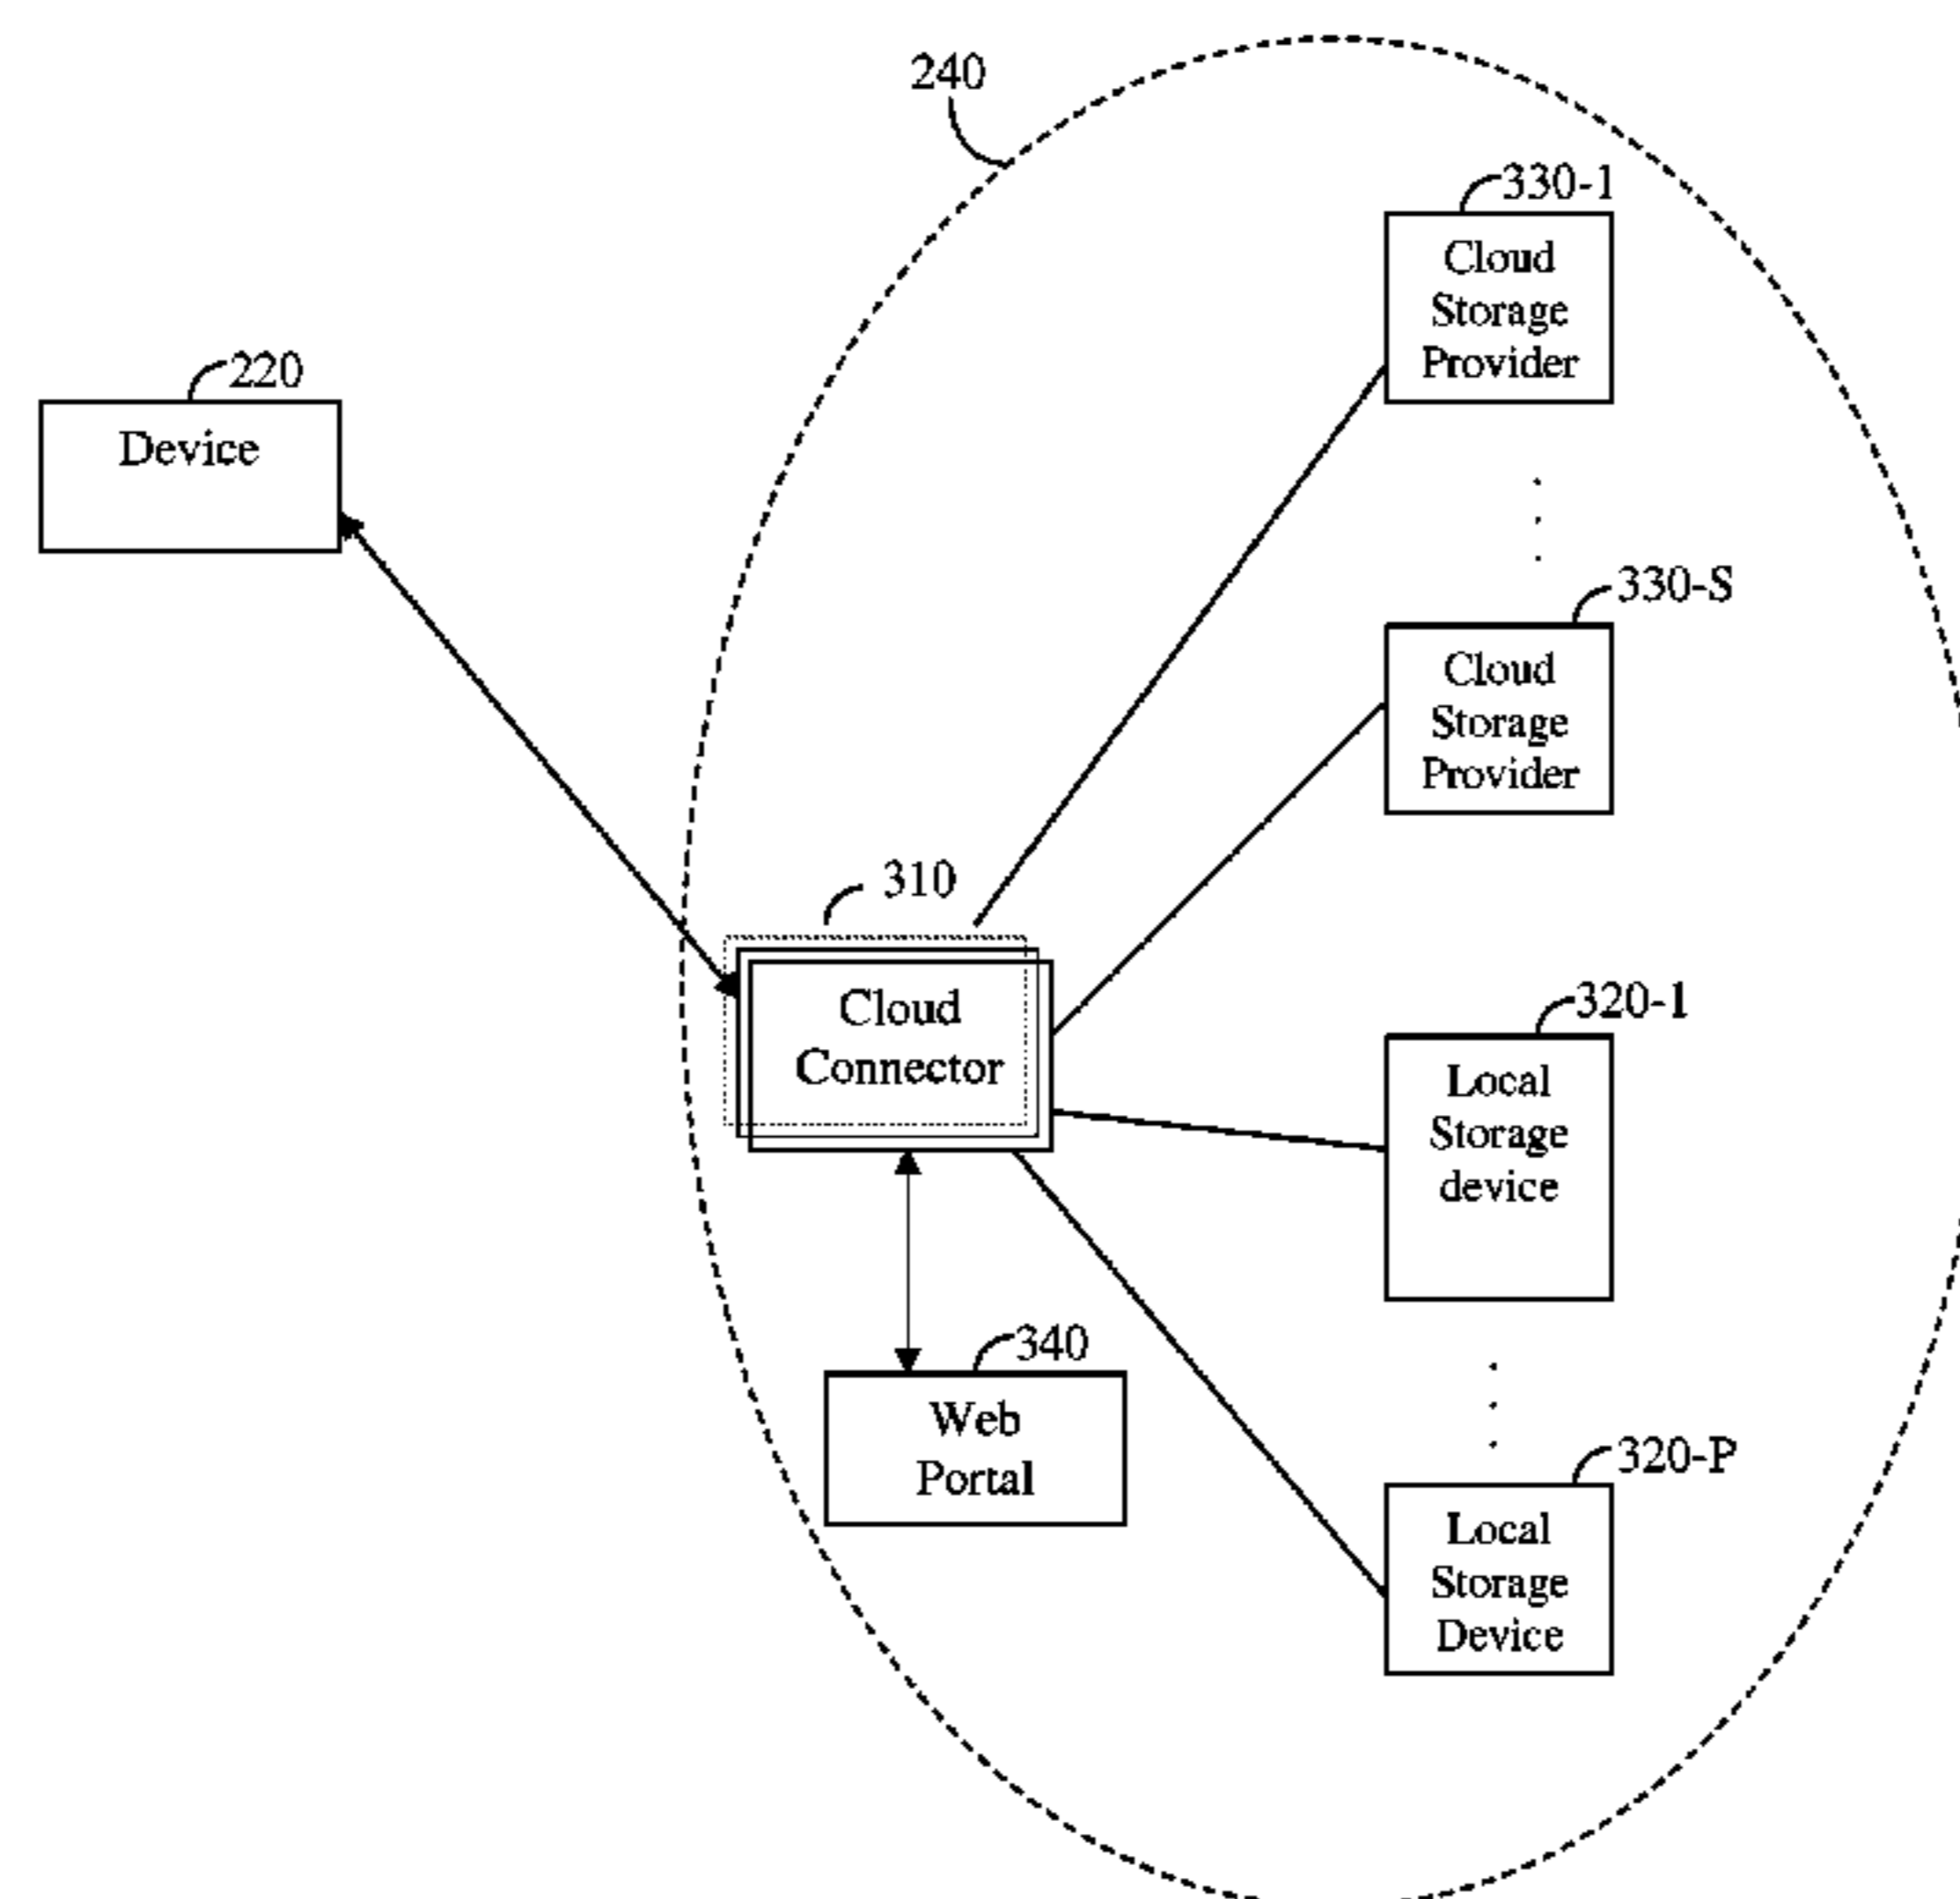 240
330-1
Cloud
Storage
Provider
220
Device
330-S
Cloud
Storage
Provider
310
Cloud
Connector
320-1
Local
Storage
device
340
Web
Portal
320-P
Local
Storage
Device